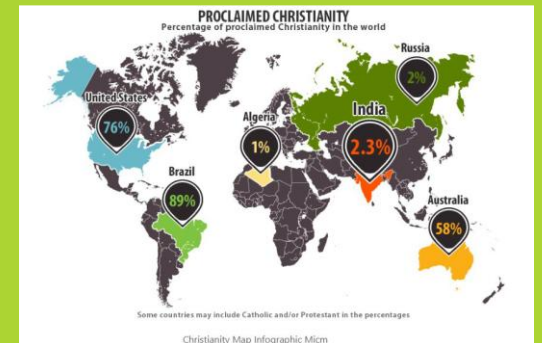 PROCLAIMED CHRISTIANITY
Percentage of proclaimed Christianity in the world
Russia
2%
United States
76%
Algeria
1%
India
2.3%
Brazil
89%
Australia
58%
Some countries may include Catholic and/or Protestant in the percentages
Christianity Map Infographic Micm